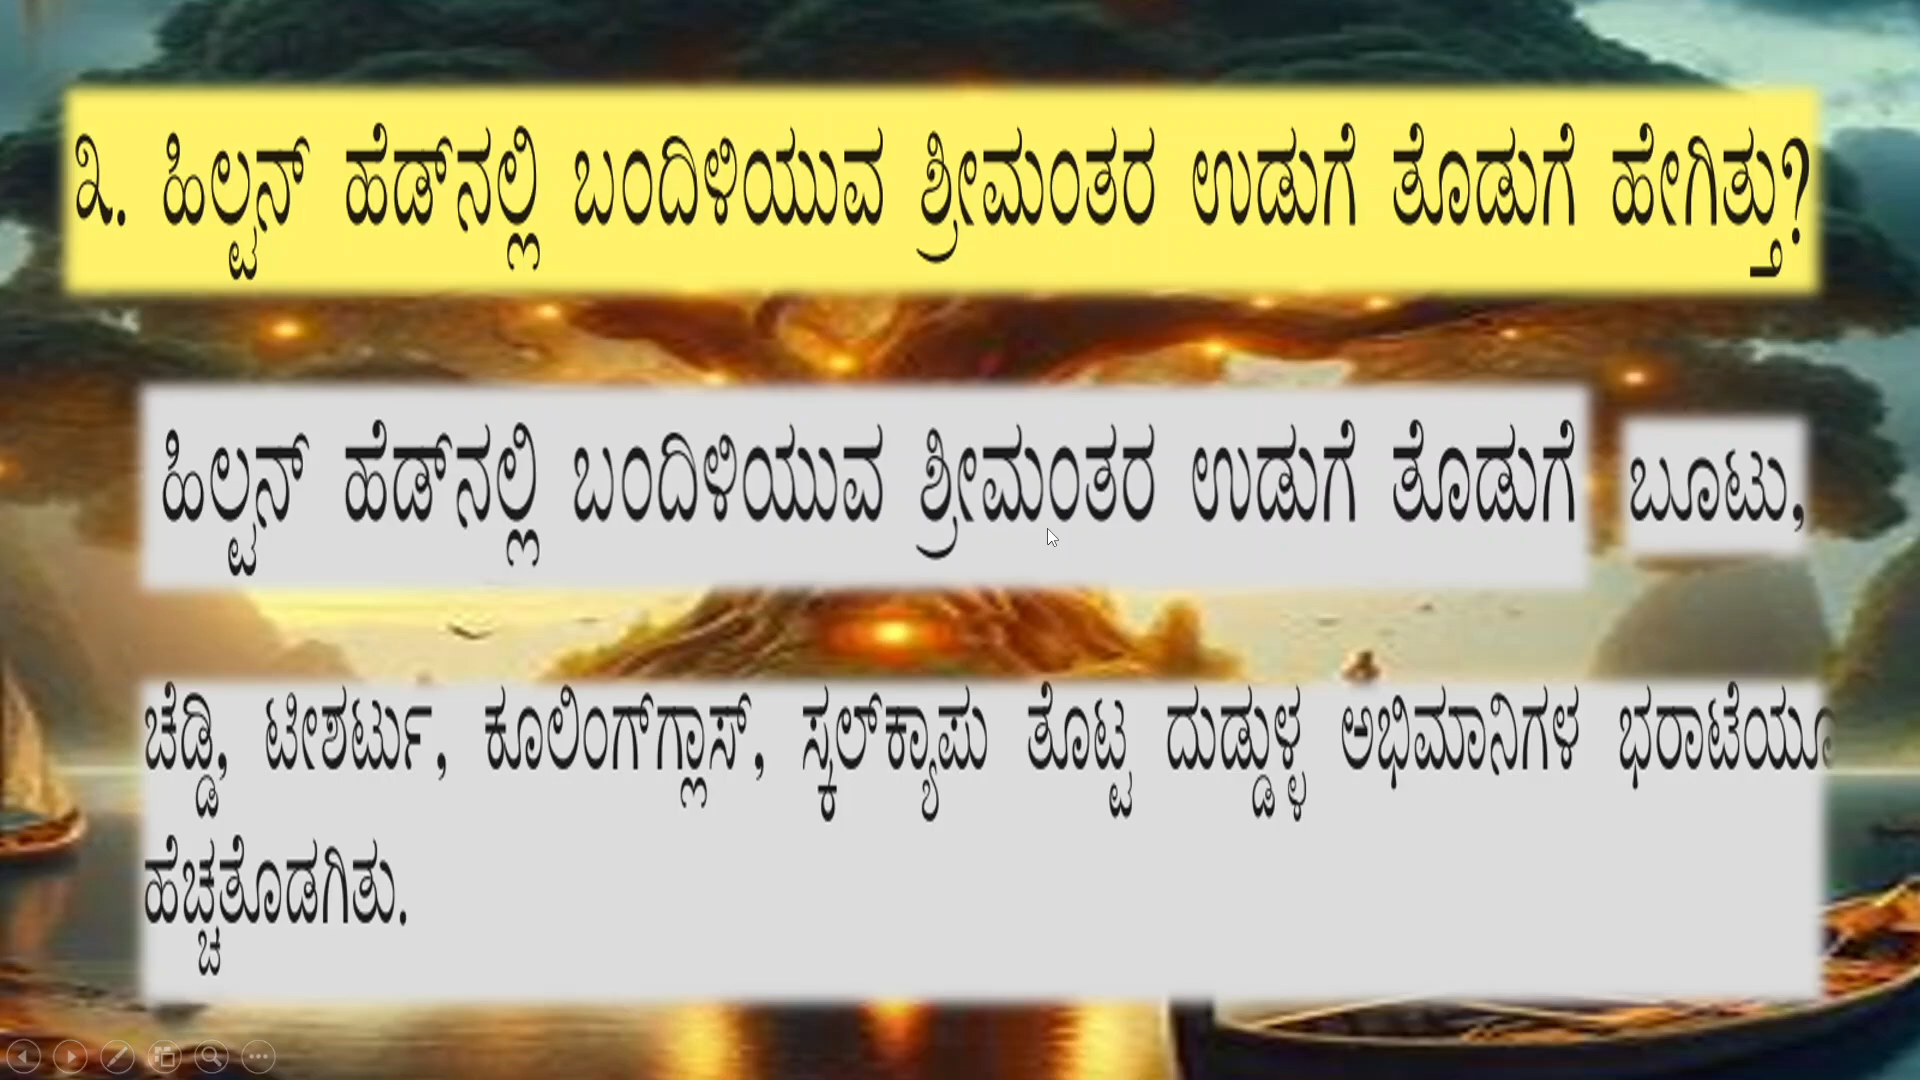 ೩. ಹಿಲ್ಟನ್ ಹೆಡ್‌ನಲ್ಲಿ ಬಂದಿಳಿಯುವ ಶ್ರೀಮಂತರ ಉಡುಗೆ ತೊಡುಗೆ ಹೇಗಿತ್ತು?
ಹಿಲ್ಟನ್ ಹೆಡ್‌ನಲ್ಲಿ ಬಂದಿಳಿಯುವ ಶ್ರೀಮಂತರ ಉಡುಗೆ ತೊಡುಗೆ ಬೂಟು,
ಚೆಡ್ಡಿ, ಟೀಶರ್ಟು, ಕೂಲಿಂಗ್‌ಗ್ಲಾಸ್, ಸ್ಕಲ್‌ಕ್ಯಾಪು ತೊಟ್ಟ ದುಡ್ಡುಳ್ಳ ಅಭಿಮಾನಿಗಳ ಭರಾಟೆಯೂ
ಹೆಚ್ಚತೊಡಗಿತು.